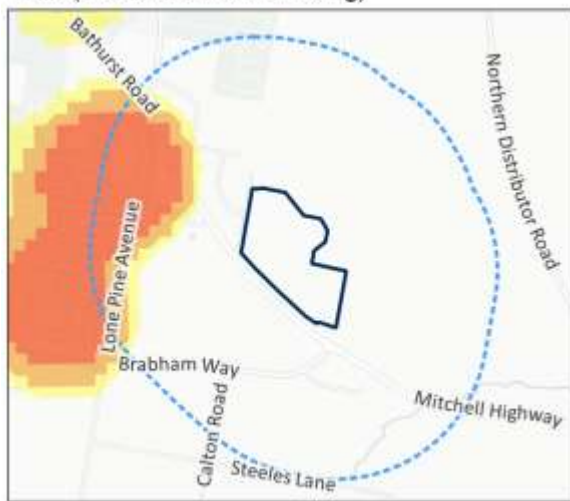 Bathurst Road
Northern Distributor Road
Lone Pine Avenue
Brabham Way
Calton Road
Mitchell Highway
Steeles Lane